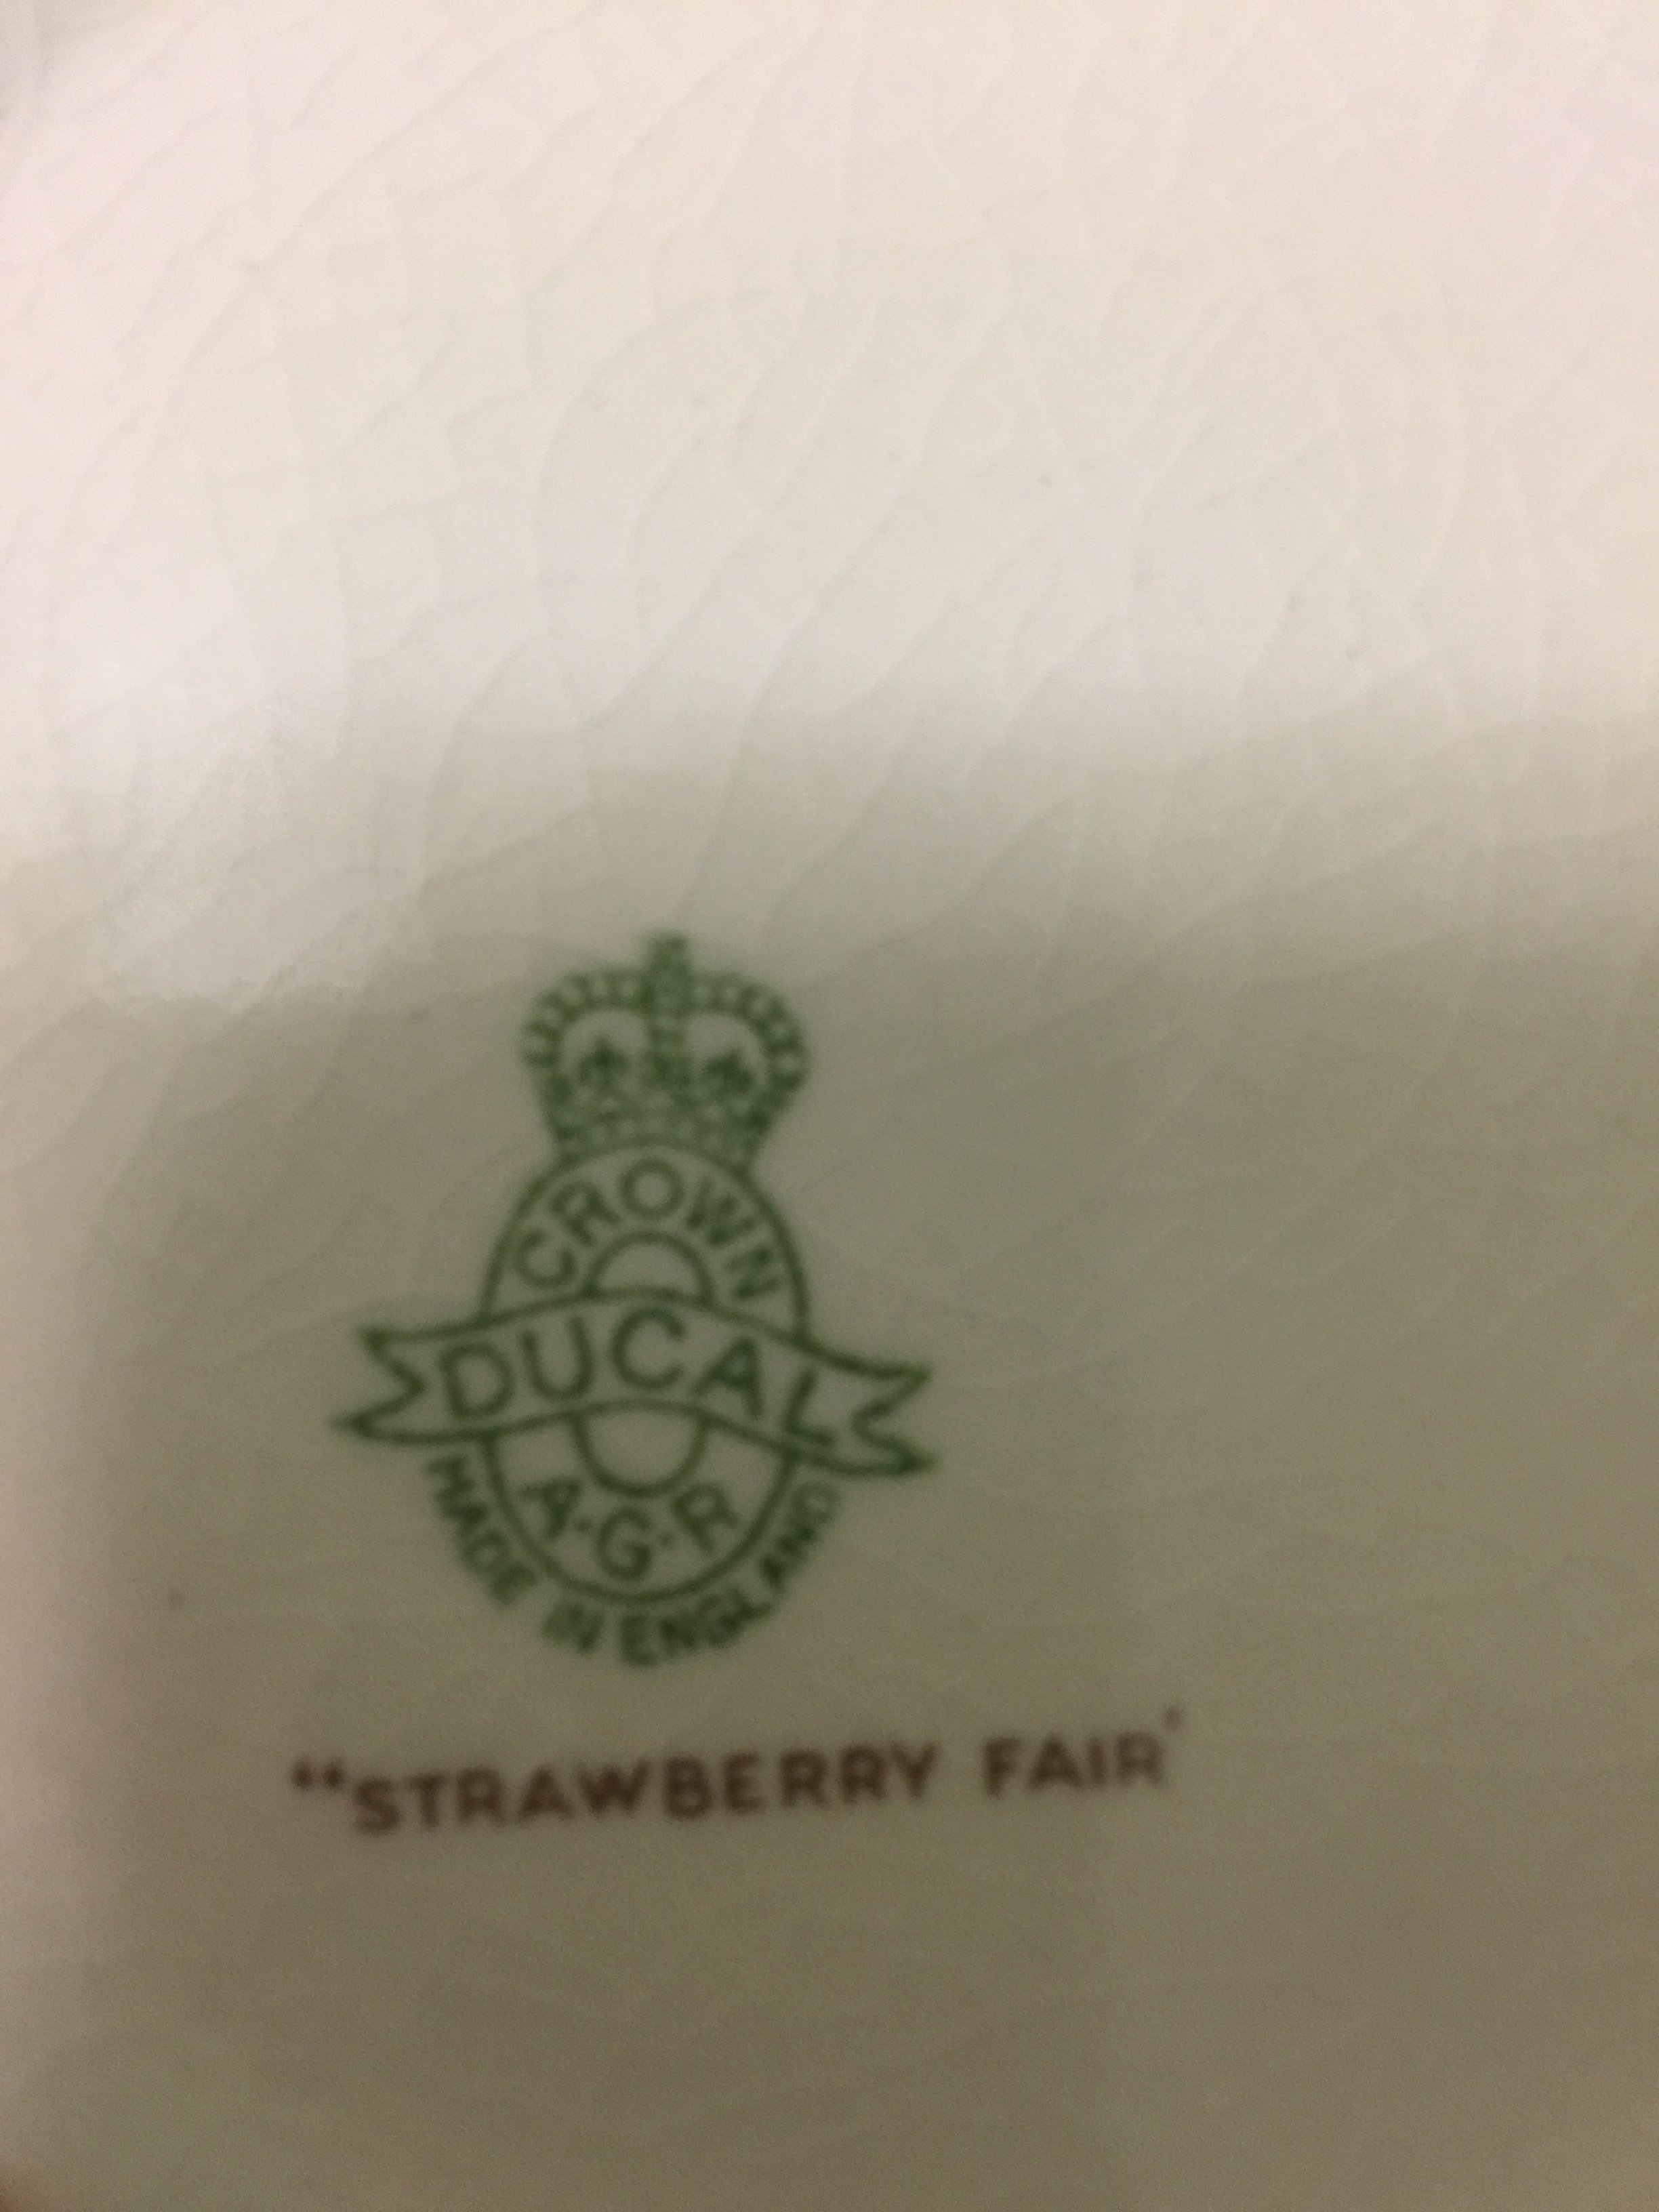 CROWN
DUCAL
A·G·R
MADE IN ENGLAND
“STRAWBERRY FAIR’